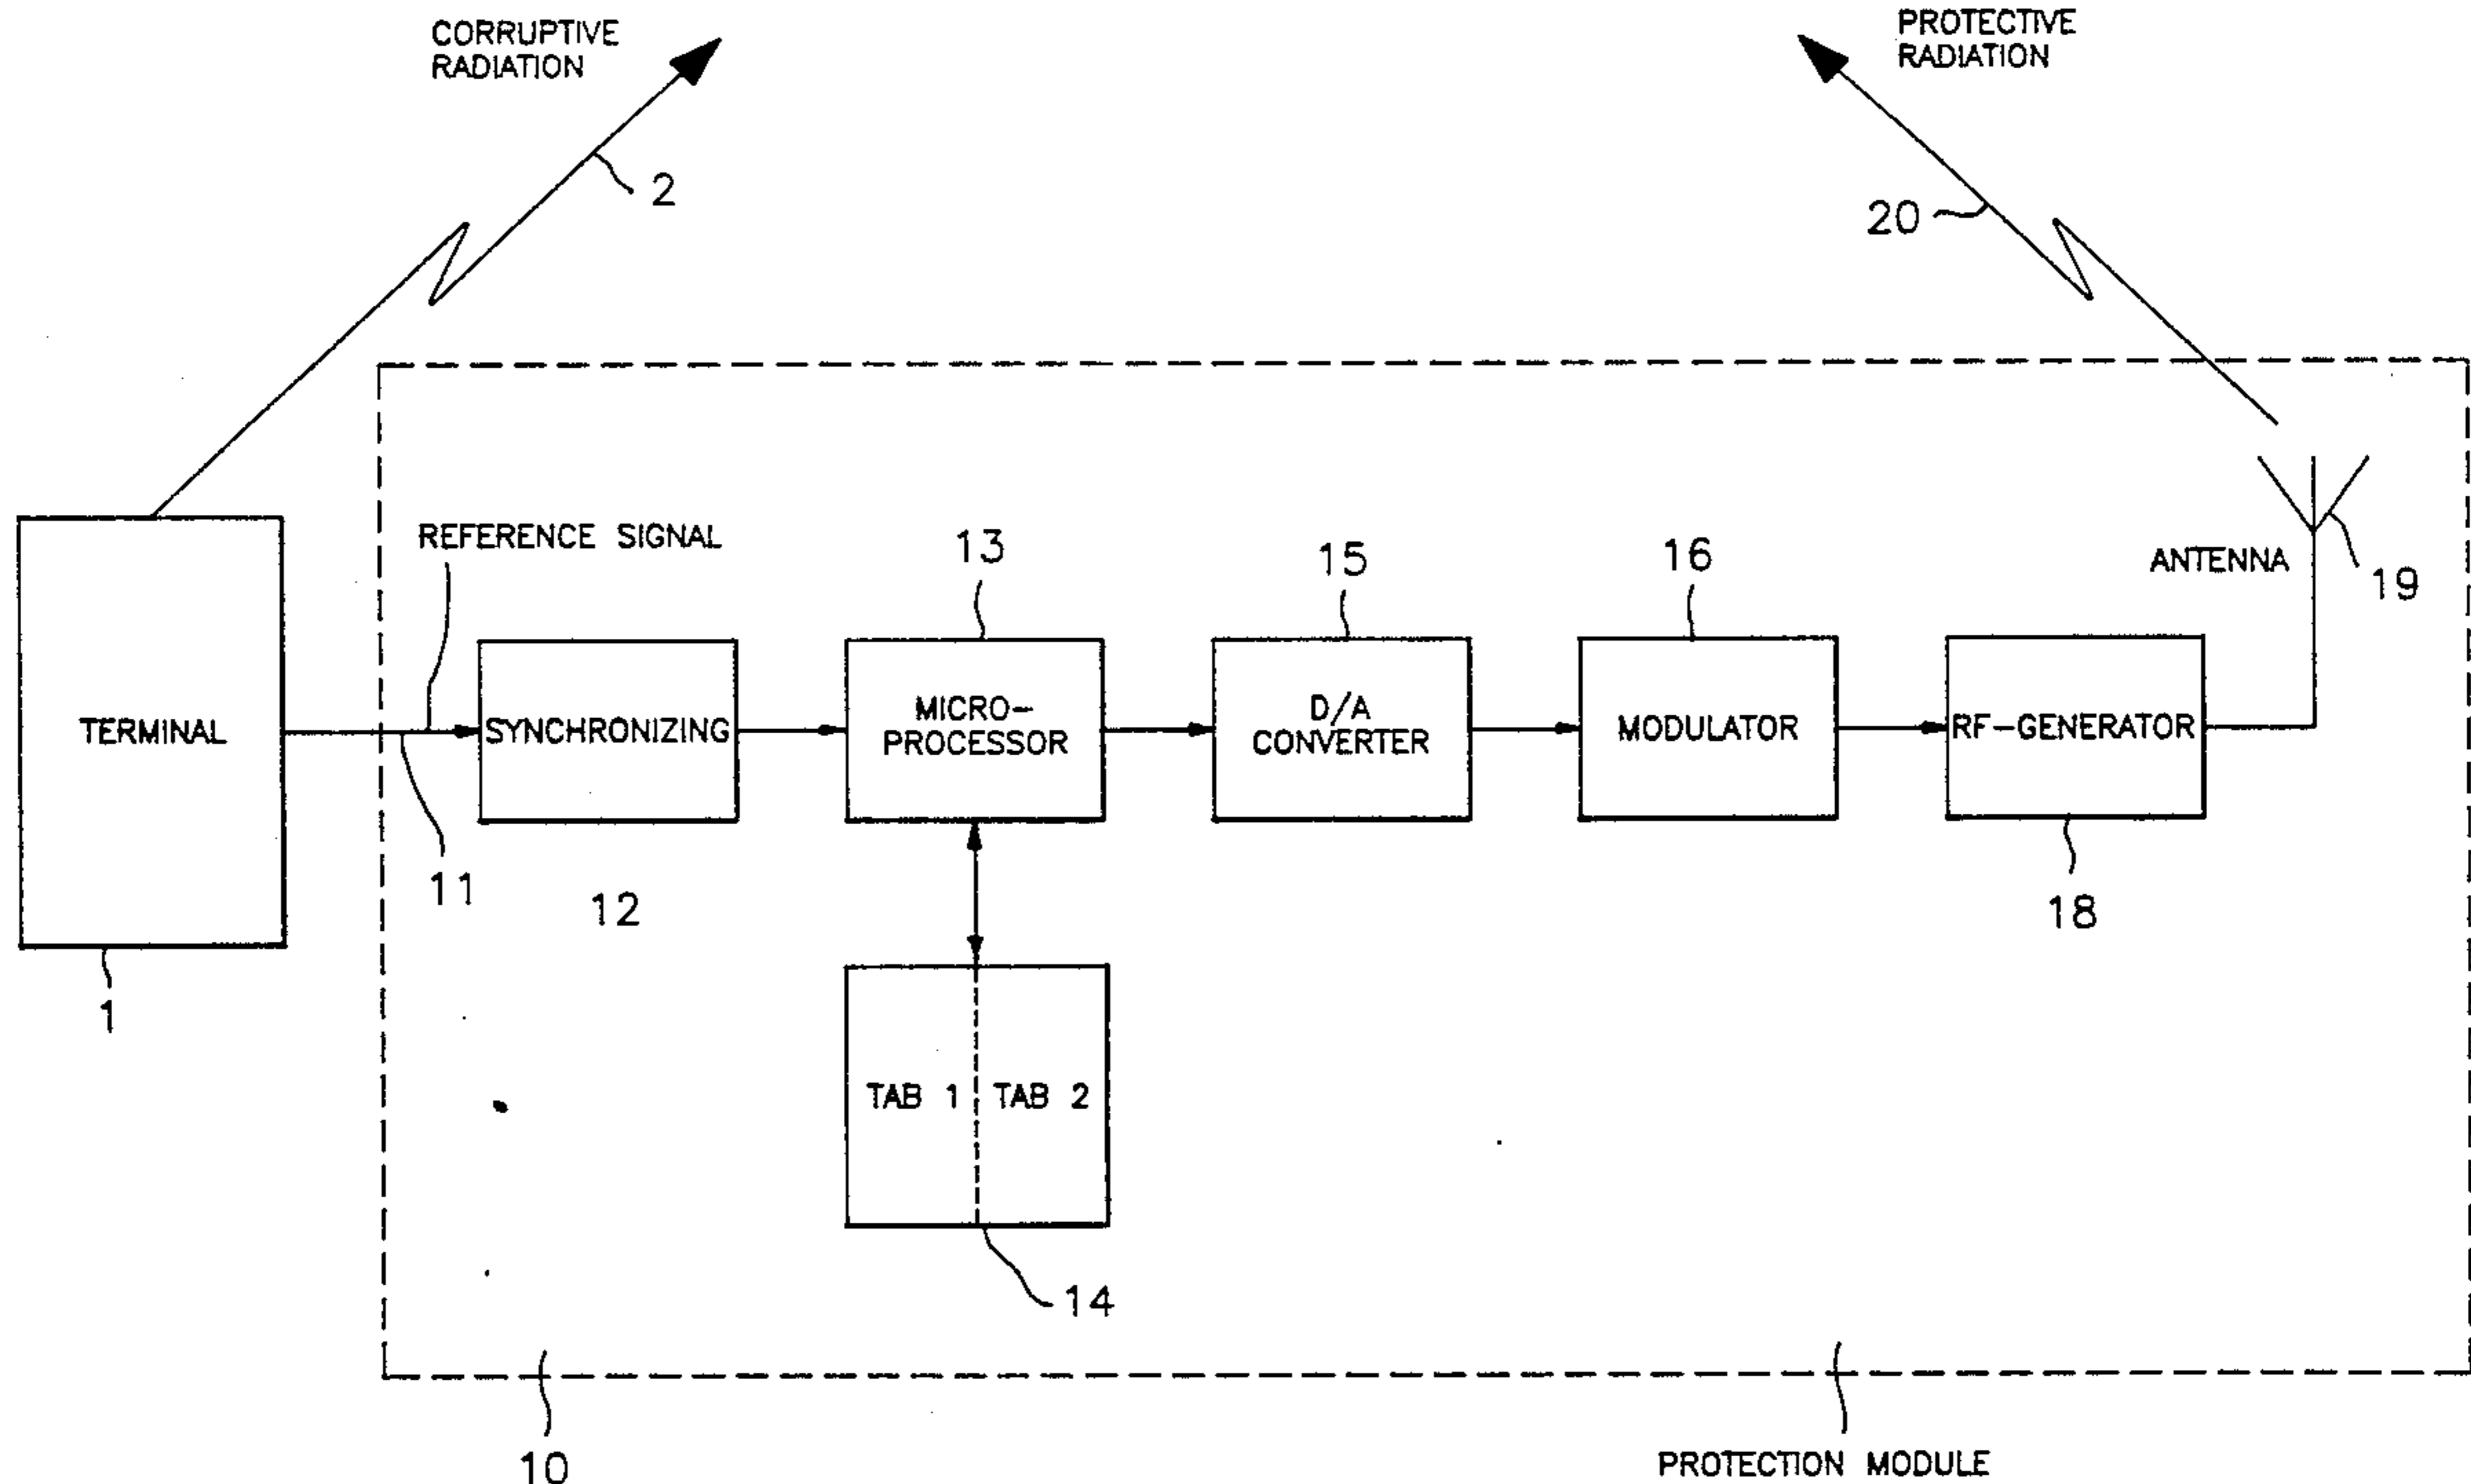 CORRUPTIVE
RADIATION
PROTECTIVE
RADIATION
2
20
REFERENCE SIGNAL
13
15
16
ANTENNA
19
TERMINAL
SYNCHRONIZING
MICRO-
PROCESSOR
D/A
CONVERTER
MODULATOR
RF-GENERATOR
11
12
18
1
TAB 1
TAB 2
14
10
PROTECTION MODULE